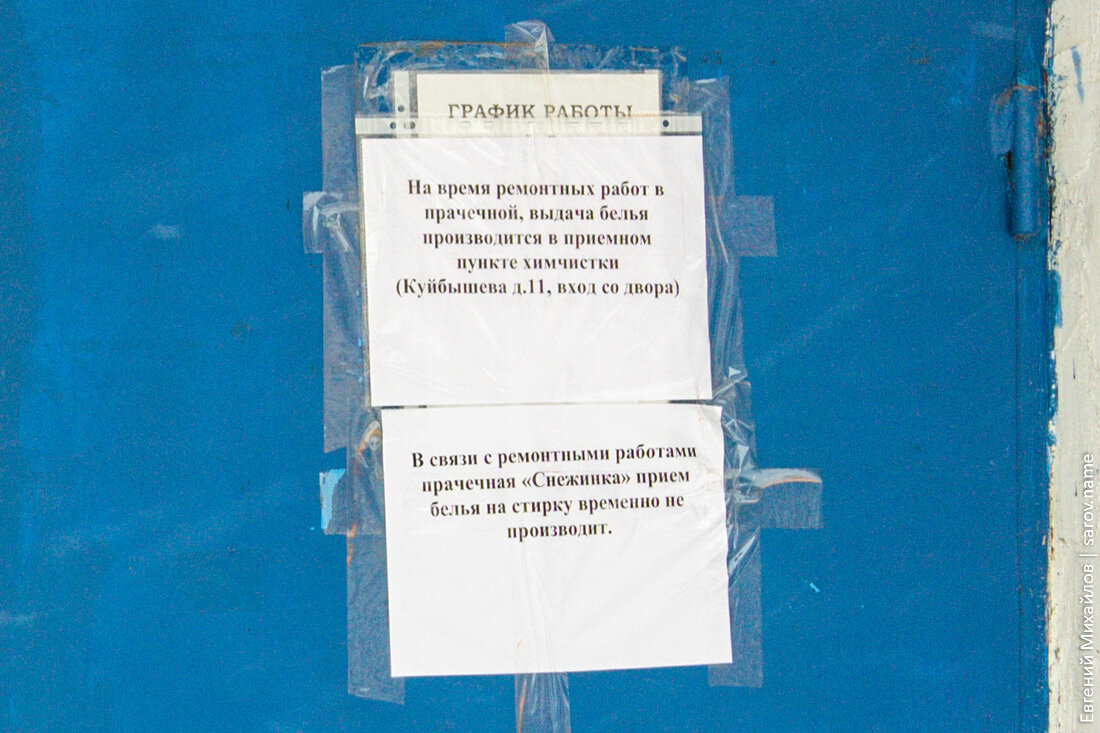 ГРАФИК РАБОТЫ
На время ремонтных работ в
прачечной, выдача белья
производится в приемном
пункте химчистки
(Куйбышева д.11, вход со двора)
В связи с ремонтными работами
прачечная «Снежинка» прием
белья на стирку временно не
производит.
Евгений Михайлов | sarov.name